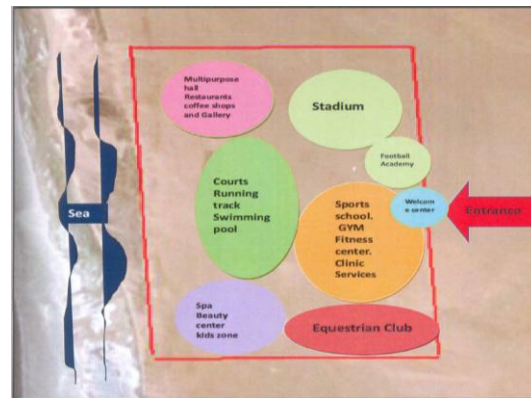 Multipurpose
hall
Restaurants
coffee shops
and Gallery
Stadium
Football
Academy
Courts
Running
track
Swimming
pool
Sports
school.
GYM
Fitness
center.
Clinic
Services
Welcom
e center
Entrance
Sea
Spa
Beauty
center
kids zone
Equestrian Club